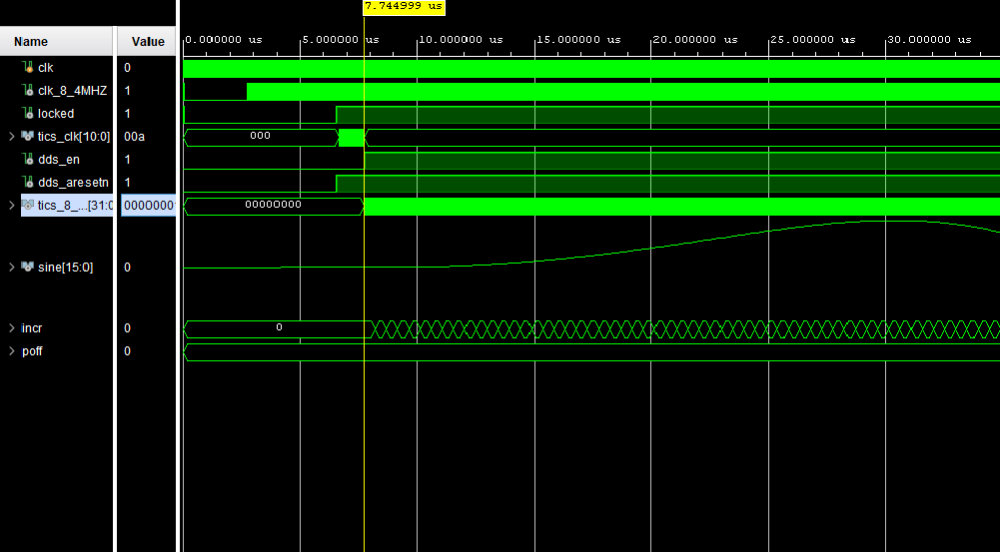 7.744999 us
Name Value 0.000000 us 5.000000 us 10.000000 us 15.000000 us 20.000000 us 25.000000 us 30.000000 us
clk 0
clk_8_4MHZ 1
locked 1
tics_clk[10:0] 00a 000
dds_en 1
dds_aresetn 1
tics_8_...[31:0 00000001 00000000
sine[15:0] 0
incr 0 0
poff 0